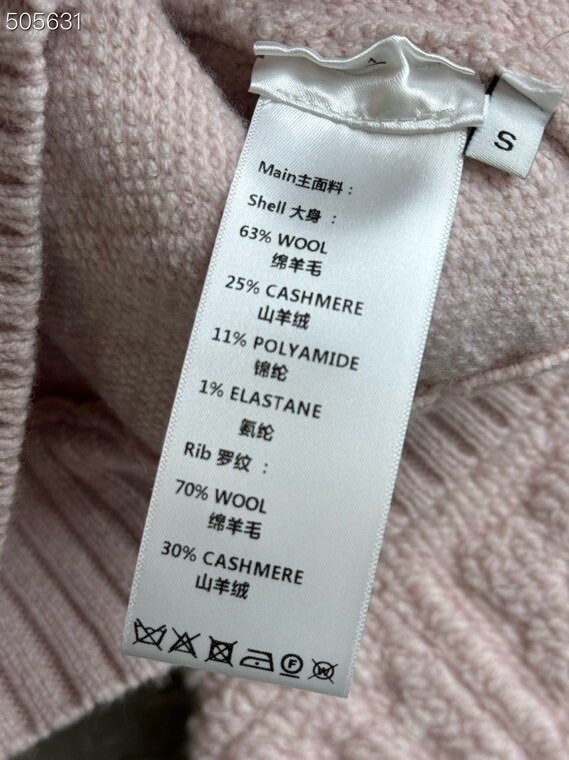 505631
S
Main主面料：
Shell 大身：
63% WOOL
绵羊毛
25% CASHMERE
山羊绒
11% POLYAMIDE
锦纶
1% ELASTANE
氨纶
Rib 罗纹：
70% WOOL
绵羊毛
30% CASHMERE
山羊绒
F W